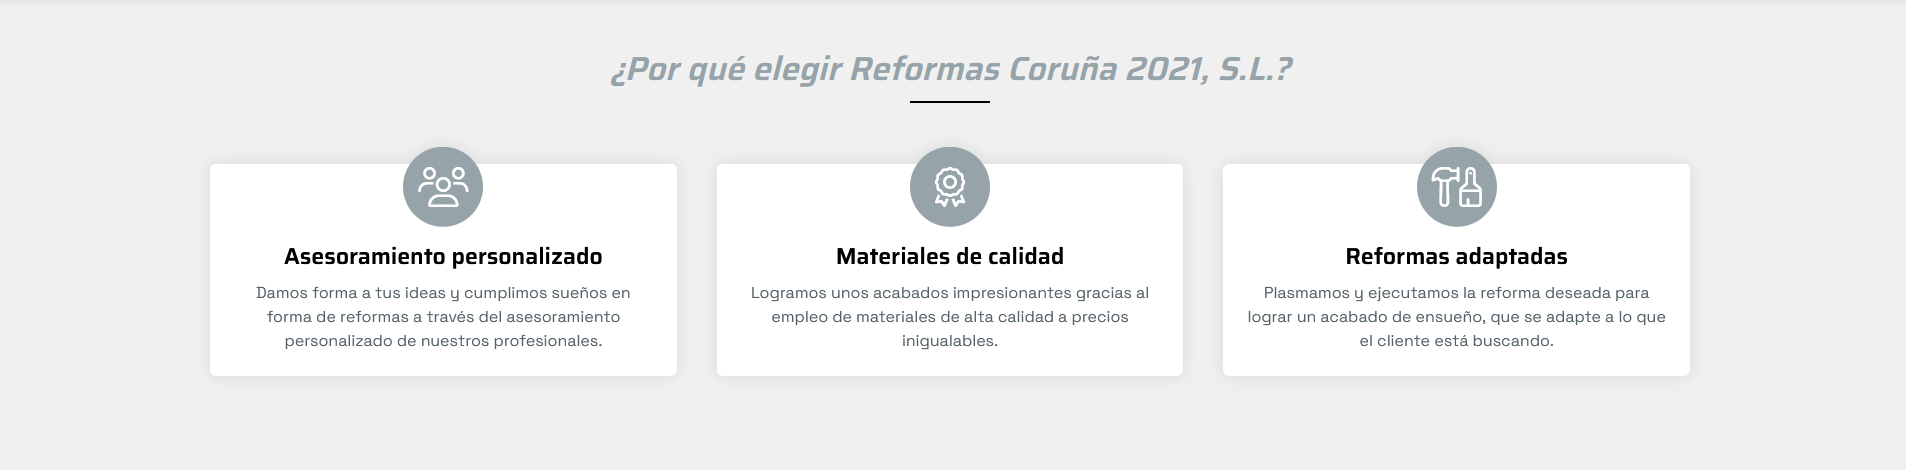 ¿Por qué elegir Reformas Coruña 2021, S.L.?
Asesoramiento personalizado
Damos forma a tus ideas y cumplimos sueños en
forma de reformas a través del asesoramiento
personalizado de nuestros profesionales.
Materiales de calidad
Logramos unos acabados impresionantes gracias al
empleo de materiales de alta calidad a precios
inigualables.
Reformas adaptadas
Plasmamos y ejecutamos la reforma deseada para
lograr un acabado de ensueño, que se adapte a lo que
el cliente está buscando.